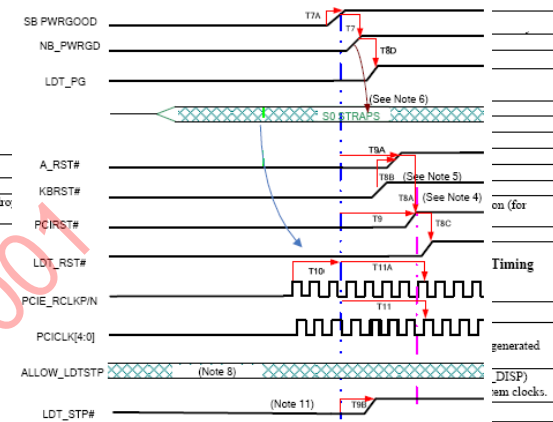 T7A
SB PWRGOOD
T7
NB_PWRGD
T8D
LDT_PG
(See Note 6)
S0 STRAPS
T9A
A_RST#
T8B (See Note 5)
KBRST#
T8A (See Note 4)
on (for
T9
PCIRST#
T8C
LDT_RST#
Timing
T10 T11A
PCIE_RCLKP/N
T11
PCICLK[4:0]
generated
ALLOW_LDTSTP (Note 8)
_DISP)
em clocks.
(Note 11) T9B
LDT_STP#
001